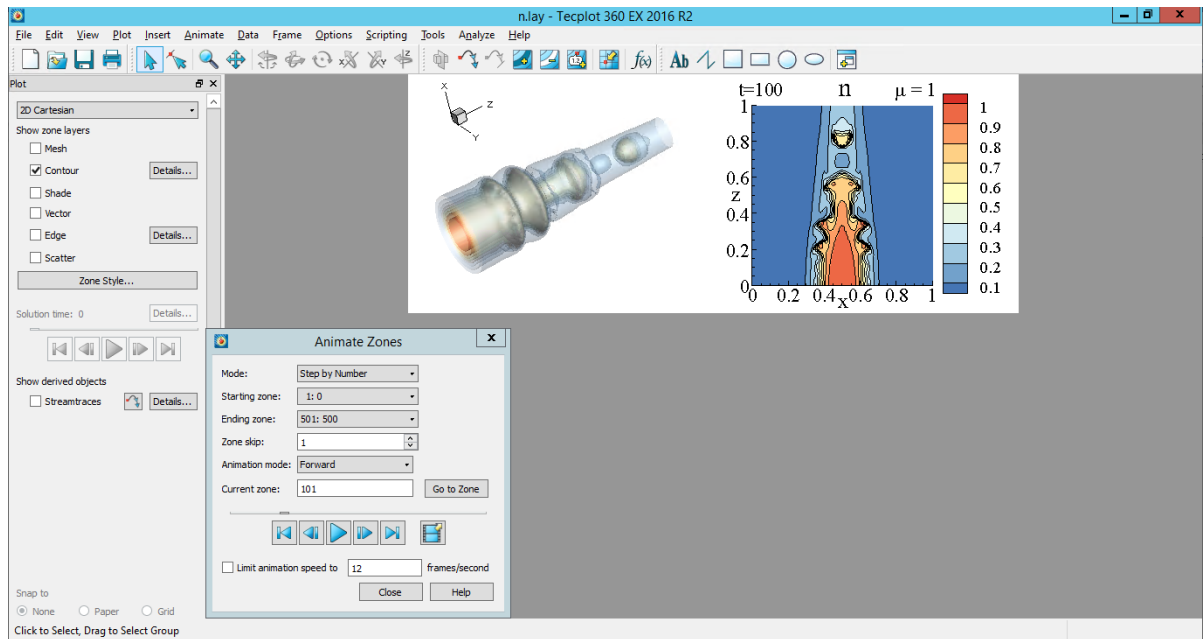 n.lay - Tecplot 360 EX 2016 R2
File Edit View Plot Insert Animate Data Frame Options Scripting Tools Analyze Help
Ab
f(x)
Plot
2D Cartesian
Show zone layers
Mesh
Contour Details...
Shade
Vector
Edge Details...
Scatter
Zone Style...
Solution time: 0 Details...
Show derived objects
Streamtraces Details...
Snap to
None Paper Grid
Click to Select, Drag to Select Group
X
Z
Y
t=100 n μ = 1
1
0.8
0.6
z
0.4
0.2
0
0 0.2 0.4 x 0.6 0.8 1
1
0.9
0.8
0.7
0.6
0.5
0.4
0.3
0.2
0.1
Animate Zones
Mode: Step by Number
Starting zone: 1: 0
Ending zone: 501: 500
Zone skip: 1
Animation mode: Forward
Current zone: 101 Go to Zone
Limit animation speed to 12 frames/second
Close Help